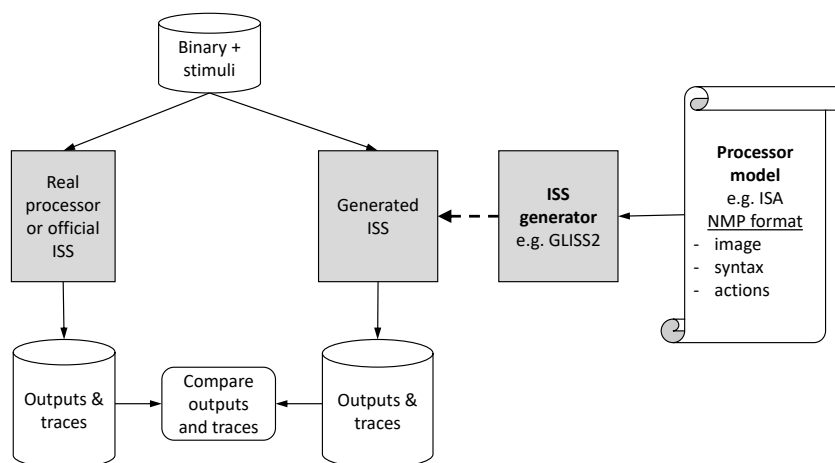 Binary +
stimuli
Real
processor
or official
ISS
Generated
ISS
ISS
generator
e.g. GLISS2
Processor
model
e.g. ISA
NMP format
- image
- syntax
- actions
Outputs &
traces
Compare
outputs
and traces
Outputs &
traces